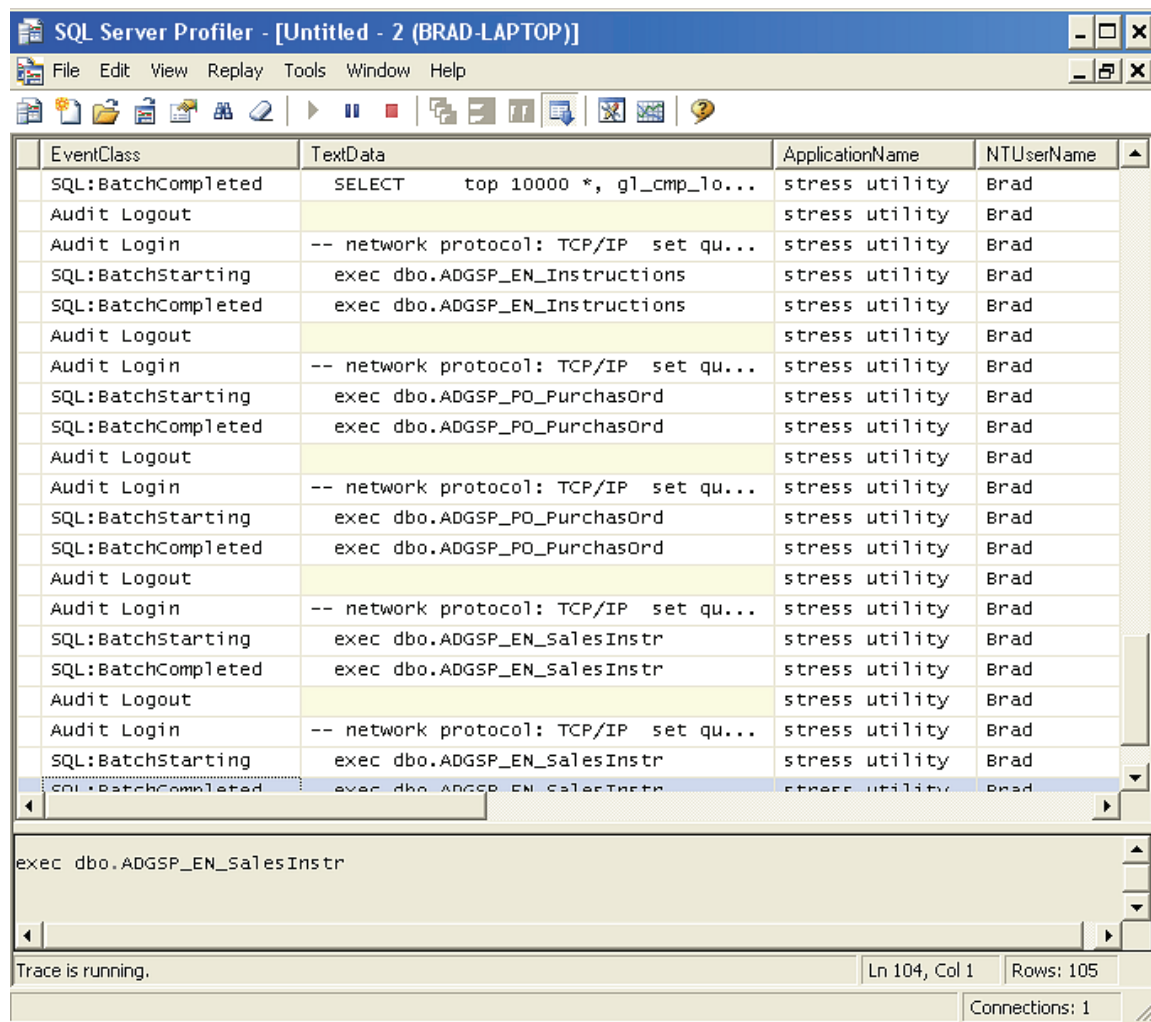 SQL Server Profiler - [Untitled - 2 (BRAD-LAPTOP)]
File Edit View Replay Tools Window Help
EventClass TextData ApplicationName NTUserName
SQL:BatchCompleted SELECT top 10000 *, gl_cmp_lo... stress utility Brad
Audit Logout stress utility Brad
Audit Login -- network protocol: TCP/IP set qu... stress utility Brad
SQL:BatchStarting exec dbo.ADGSP_EN_Instructions stress utility Brad
SQL:BatchCompleted exec dbo.ADGSP_EN_Instructions stress utility Brad
Audit Logout stress utility Brad
Audit Login -- network protocol: TCP/IP set qu... stress utility Brad
SQL:BatchStarting exec dbo.ADGSP_PO_PurchasOrd stress utility Brad
SQL:BatchCompleted exec dbo.ADGSP_PO_PurchasOrd stress utility Brad
Audit Logout stress utility Brad
Audit Login -- network protocol: TCP/IP set qu... stress utility Brad
SQL:BatchStarting exec dbo.ADGSP_PO_PurchasOrd stress utility Brad
SQL:BatchCompleted exec dbo.ADGSP_PO_PurchasOrd stress utility Brad
Audit Logout stress utility Brad
Audit Login -- network protocol: TCP/IP set qu... stress utility Brad
SQL:BatchStarting exec dbo.ADGSP_EN_SalesInstr stress utility Brad
SQL:BatchCompleted exec dbo.ADGSP_EN_SalesInstr stress utility Brad
Audit Logout stress utility Brad
Audit Login -- network protocol: TCP/IP set qu... stress utility Brad
SQL:BatchStarting exec dbo.ADGSP_EN_SalesInstr stress utility Brad
SQL:BatchCompleted exec dbo.ADGSP_EN_SalesInstr stress utility Brad
exec dbo.ADGSP_EN_SalesInstr
Trace is running. Ln 104, Col 1 Rows: 105
Connections: 1